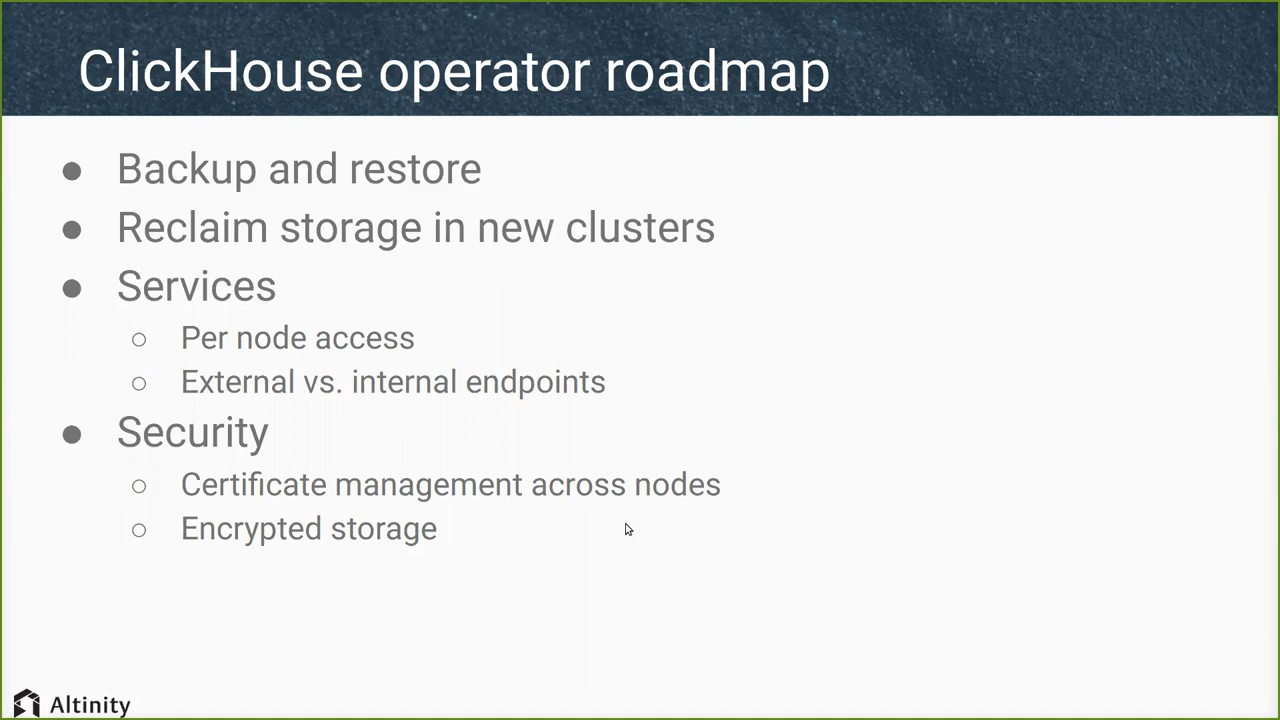 ClickHouse operator roadmap
● Backup and restore
● Reclaim storage in new clusters
● Services
○ Per node access
○ External vs. internal endpoints
● Security
○ Certificate management across nodes
○ Encrypted storage
Altinity